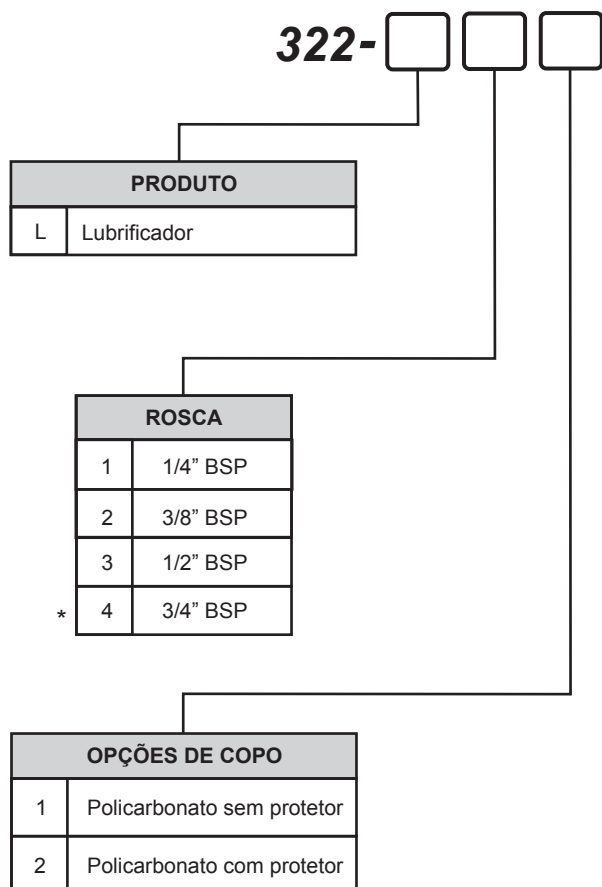 322-
PRODUTO
L Lubrificador
ROSCA
1 1/4” BSP
2 3/8” BSP
3 1/2” BSP
* 4 3/4” BSP
OPÇÕES DE COPO
1 Policarbonato sem protetor
2 Policarbonato com protetor